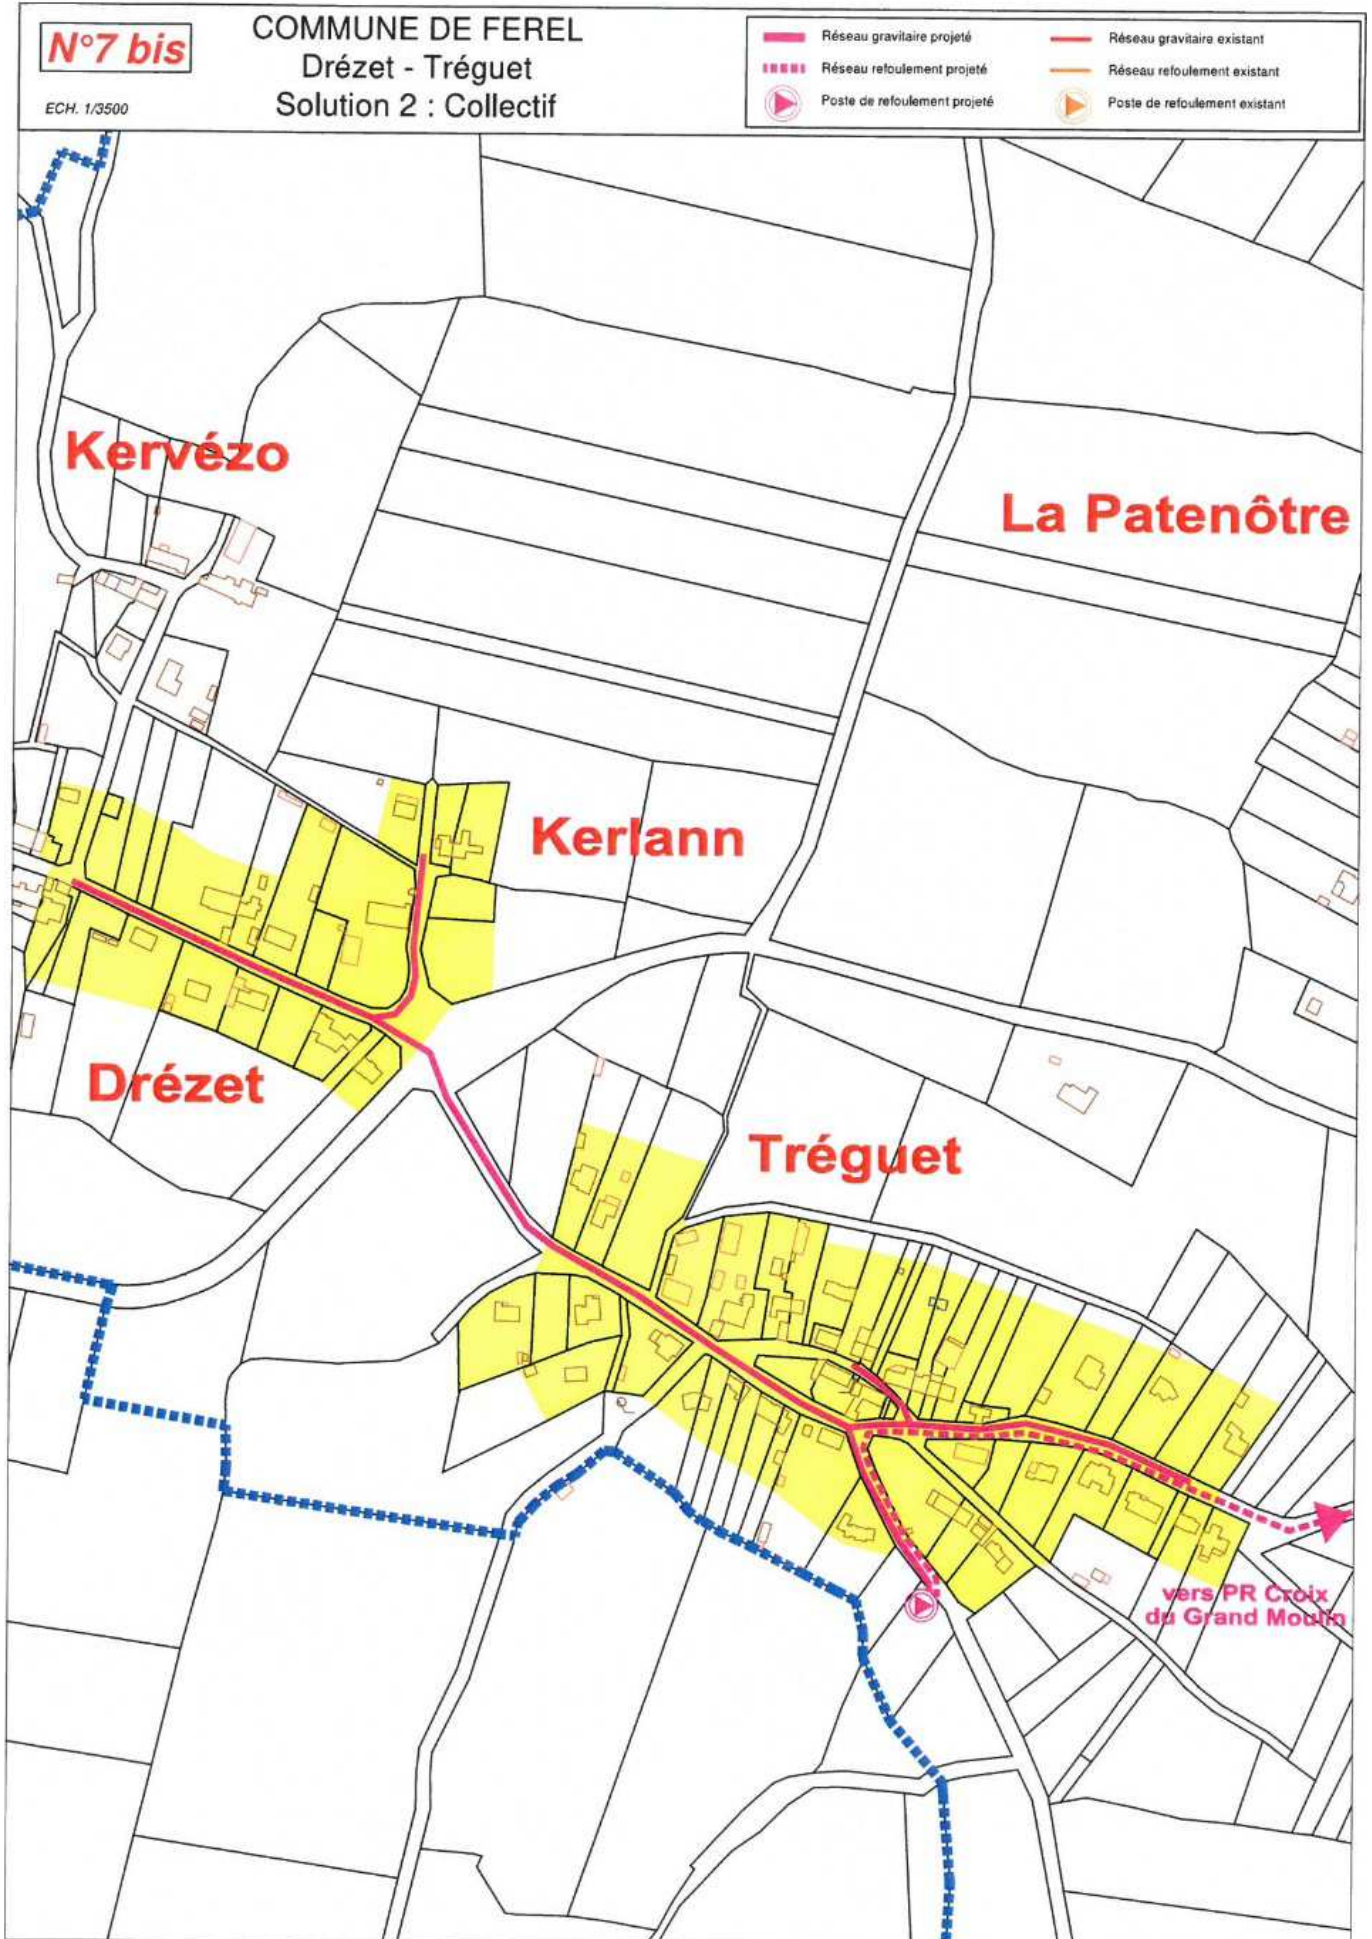 N°7 bis
ECH. 1/3500
COMMUNE DE FEREL
Drézet - Tréguet
Solution 2 : Collectif
Réseau gravitaire projeté
Réseau refoulement projeté
Poste de refoulement projeté
Réseau gravitaire existant
Réseau refoulement existant
Poste de refoulement existant
Kervézo
La Patenôtre
Kerlann
Drézet
Tréguet
vers PR Croix
du Grand Moulin